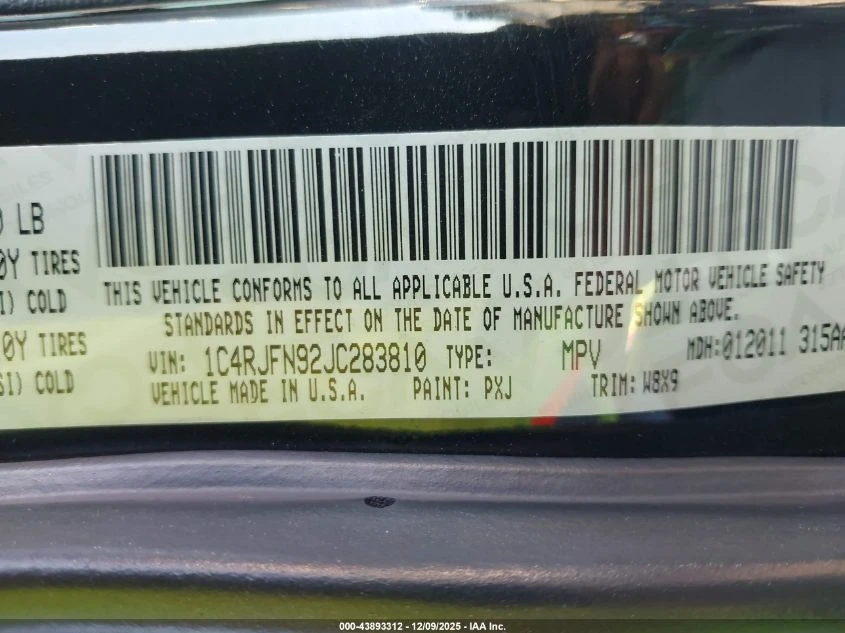 ) LB
0Y TIRES
SI) COLD
0Y TIRES
SI) COLD
THIS VEHICLE CONFORMS TO ALL APPLICABLE U.S.A. FEDERAL MOTOR VEHICLE SAFETY
STANDARDS IN EFFECT ON THE DATE OF MANUFACTURE SHOWN ABOVE.
VIN: 1C4RJFN92JC283810 TYPE: MPV MDH:012011 315AA
VEHICLE MADE IN U.S.A. PAINT: PXJ TRIM: W8X9
000-43893312 - 12/09/2025 - IAA Inc.